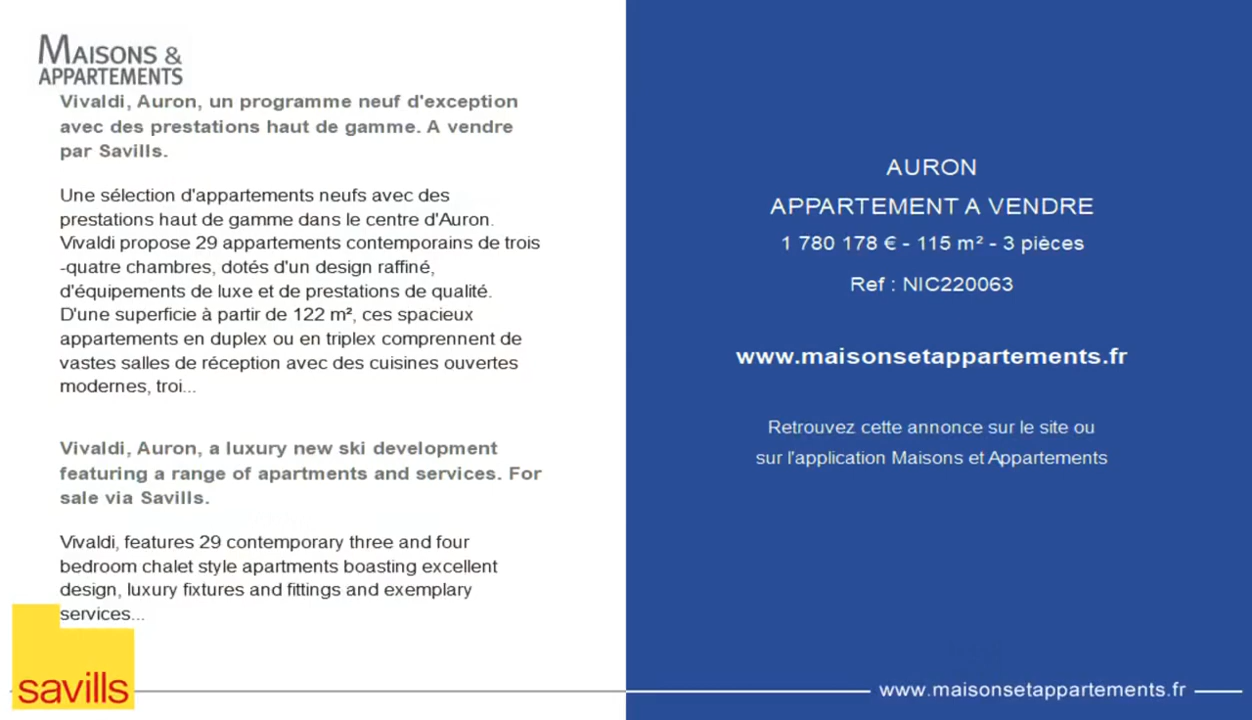 MAISONS &
APPARTEMENTS
Vivaldi, Auron, un programme neuf d'exception
avec des prestations haut de gamme. A vendre
par Savills.
Une sélection d'appartements neufs avec des
prestations haut de gamme dans le centre d'Auron.
Vivaldi propose 29 appartements contemporains de trois
-quatre chambres, dotés d'un design raffiné,
d'équipements de luxe et de prestations de qualité.
D'une superficie à partir de 122 m², ces spacieux
appartements en duplex ou en triplex comprennent de
vastes salles de réception avec des cuisines ouvertes
modernes, troi...
Vivaldi, Auron, a luxury new ski development
featuring a range of apartments and services. For
sale via Savills.
Vivaldi, features 29 contemporary three and four
bedroom chalet style apartments boasting excellent
design, luxury fixtures and fittings and exemplary
services...
savills
AURON
APPARTEMENT A VENDRE
1 780 178 € - 115 m² - 3 pièces
Ref : NIC220063
www.maisonsetappartements.fr
Retrouvez cette annonce sur le site ou
sur l'application Maisons et Appartements
www.maisonsetappartements.fr